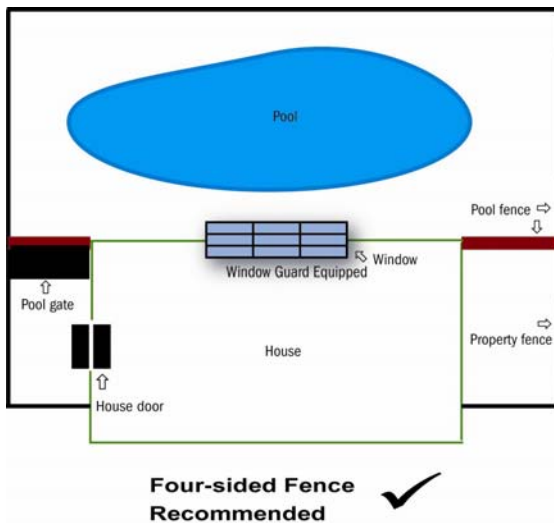 Pool
Pool fence
Window
Window Guard Equipped
Pool gate
Property fence
House
House door
Four-sided Fence
Recommended